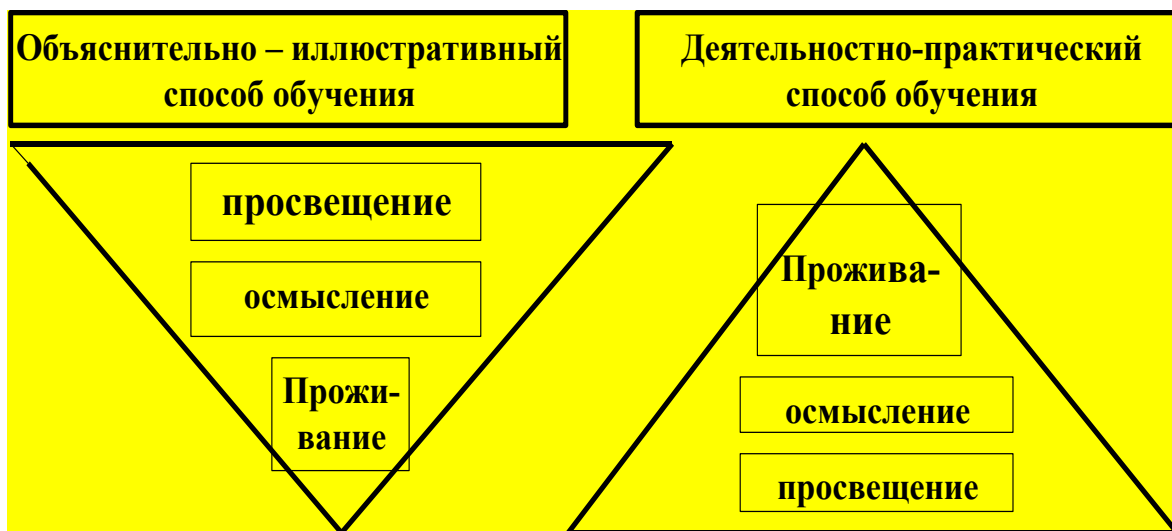 Объяснительно – иллюстративный
способ обучения
просвещение
осмысление
Прожи-
вание
Деятельностно-практический
способ обучения
Прожива-
ние
осмысление
просвещение